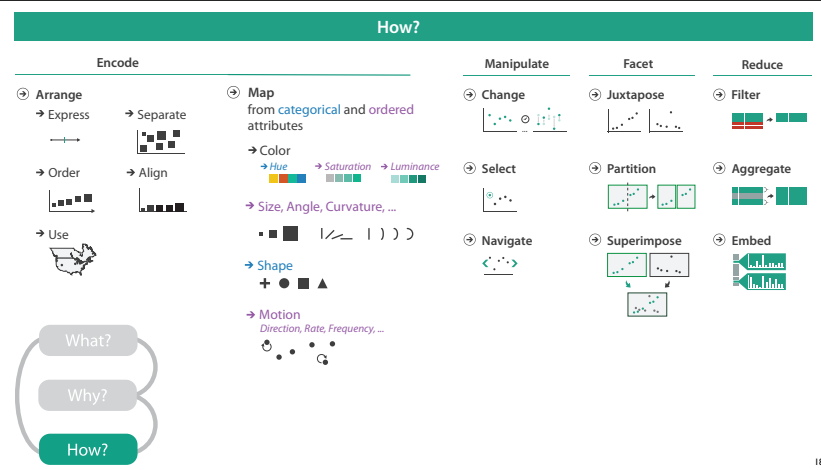 How?
Encode
Manipulate
Facet
Reduce
Arrange
Express
Separate
Order
Align
Use
Map
from categorical and ordered
attributes
Color
Hue
Saturation
Luminance
Size, Angle, Curvature, ...
Shape
Motion
Direction, Rate, Frequency, ...
Change
Select
Navigate
Juxtapose
Partition
Superimpose
Filter
Aggregate
Embed
What?
Why?
How?